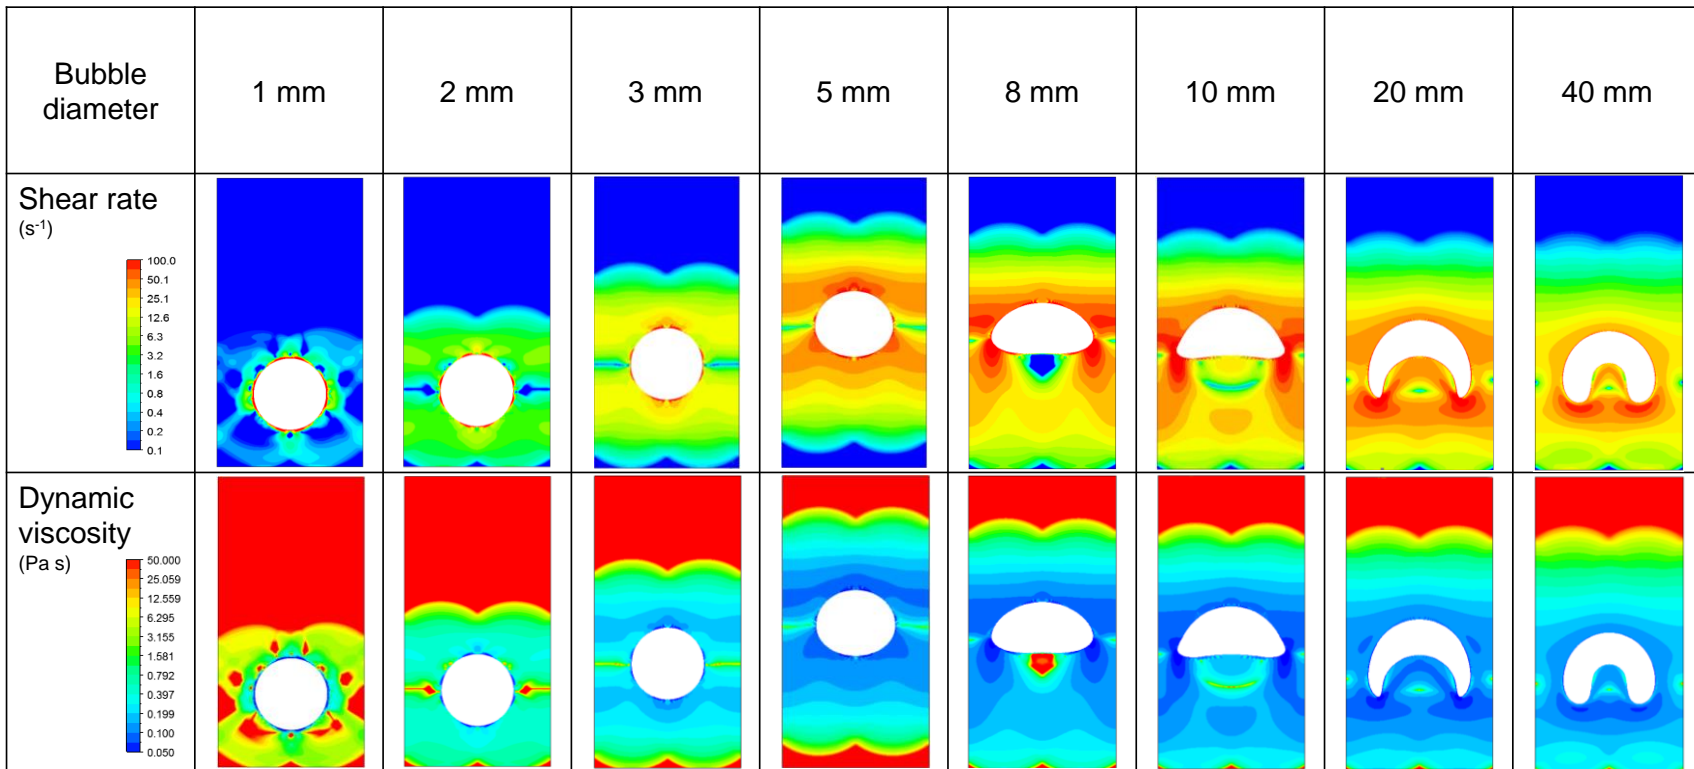 Bubble
diameter
1 mm
2 mm
3 mm
5 mm
8 mm
10 mm
20 mm
40 mm
Shear rate
(s-1)
100.0
50.1
25.1
12.6
6.3
3.2
1.6
0.8
0.4
0.2
0.1
Dynamic
viscosity
(Pa s)
50.000
25.059
12.559
6.295
3.155
1.581
0.792
0.397
0.199
0.100
0.050